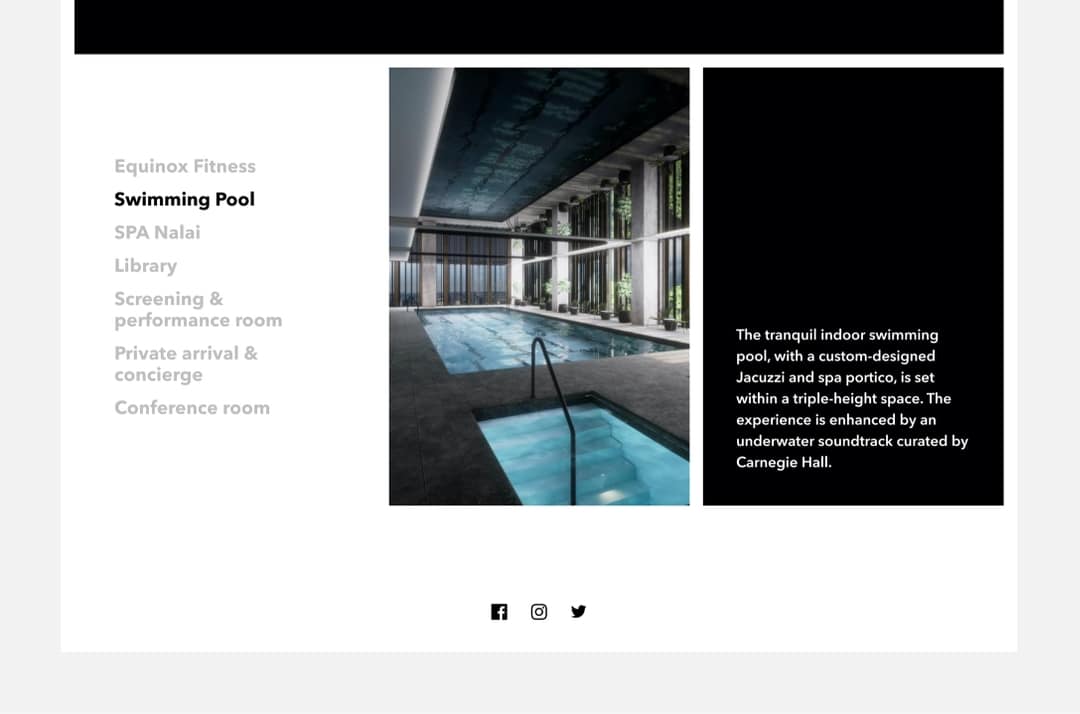 Equinox Fitness
Swimming Pool
SPA Nalai
Library
Screening &
performance room
Private arrival &
concierge
Conference room
The tranquil indoor swimming
pool, with a custom-designed
Jacuzzi and spa portico, is set
within a triple-height space. The
experience is enhanced by an
underwater soundtrack curated by
Carnegie Hall.